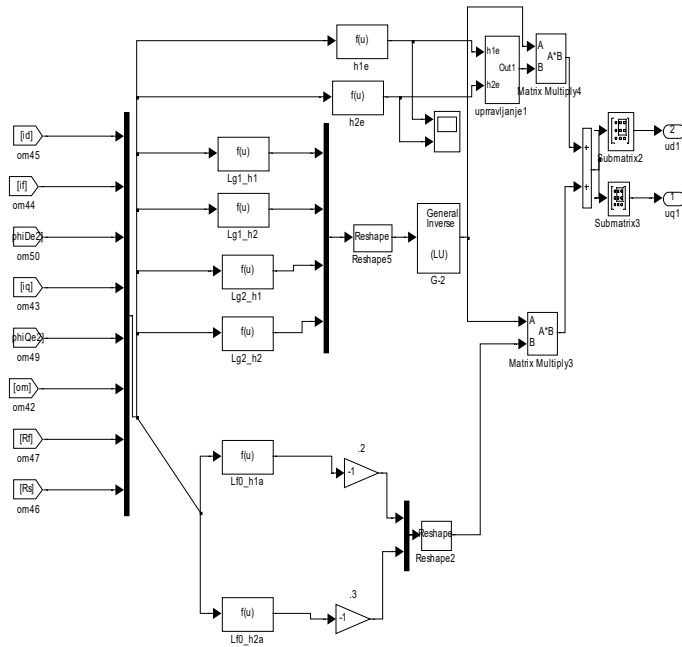 f(u)
h1e
f(u)
h2e
h1e
h2e
Out1
uprravljanje1
A
B
A*B
Matrix Multiply4
[id]
om45
[if]
om44
phiDe2]
om50
[iq]
om43
phiQe2]
om49
[om]
om42
[Rf]
om47
[Rs]
om46
f(u)
Lg1_h1
f(u)
Lg1_h2
f(u)
Lg2_h1
f(u)
Lg2_h2
Reshape
Reshape5
General
Inverse
(LU)
G-2
+
+
Submatrix2
2
ud1
Submatrix3
1
uq1
A
B
A*B
Matrix Multiply3
f(u)
Lf0_h1a
.2
-1
Reshape
Reshape2
f(u)
Lf0_h2a
.3
-1